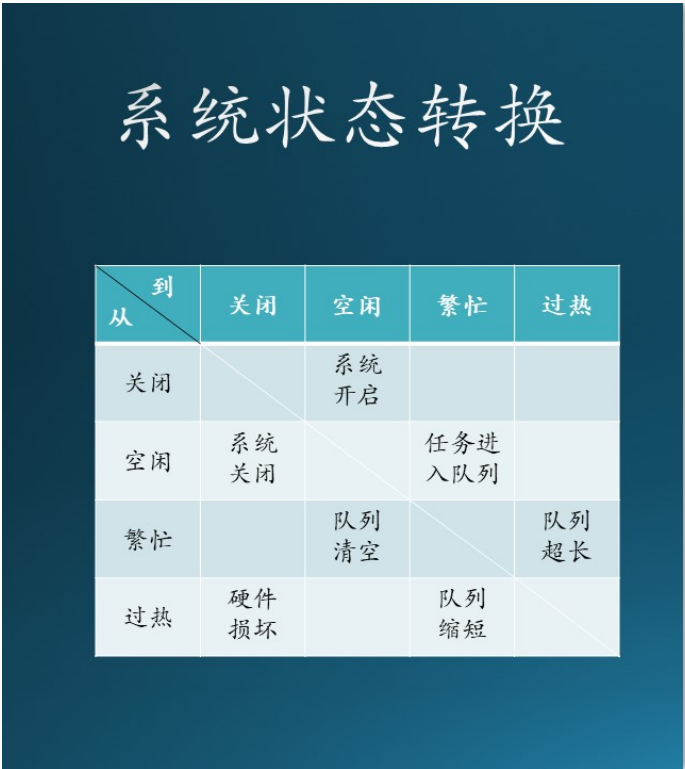 系统状态转换
到
从
关闭 空闲 繁忙 过热
关闭 系统开启
空闲 系统关闭 任务进入队列
繁忙 队列清空 队列超长
过热 硬件损坏 队列缩短